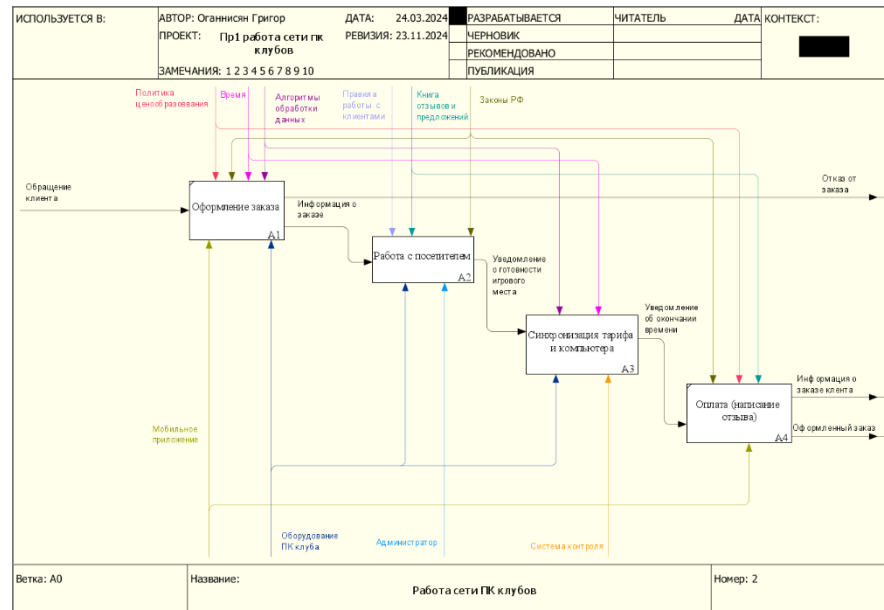 ИСПОЛЬЗУЕТСЯ В:
АВТОР: Оганнисян Григор
ДАТА: 24.03.2024
РАЗРАБАТЫВАЕТСЯ
ЧИТАТЕЛЬ
ДАТА
КОНТЕКСТ:
ПРОЕКТ: Пр1 работа сети пк
клубов
РЕВИЗИЯ: 23.11.2024
ЧЕРНОВИК
РЕКОМЕНДОВАНО
ЗАМЕЧАНИЯ: 1 2 3 4 5 6 7 8 9 10
ПУБЛИКАЦИЯ
Политика
ценообразоввания
Время
Алгоритмы
обработки
данных
Правила
работы с
клиентами
Книга
отзывов и
предложений
Законы РФ
Обращение
клиента
Оформление заказа
A1
Информация о
заказе
Отказ от
заказа
Работа с посетителем
A2
Уведомление
о готовности
игрового
места
Синхронизация тарифа
и компьютера
A3
Уведомление
об окончании
времени
Оплата (написание
отзыва)
A4
Информация о
заказе клента
Оформленный заказ
Мобильное
приложение
Оборудование
ПК клуба
Администратор
Система контроля
Ветка: A0
Название:
Работа сети ПК клубов
Номер: 2